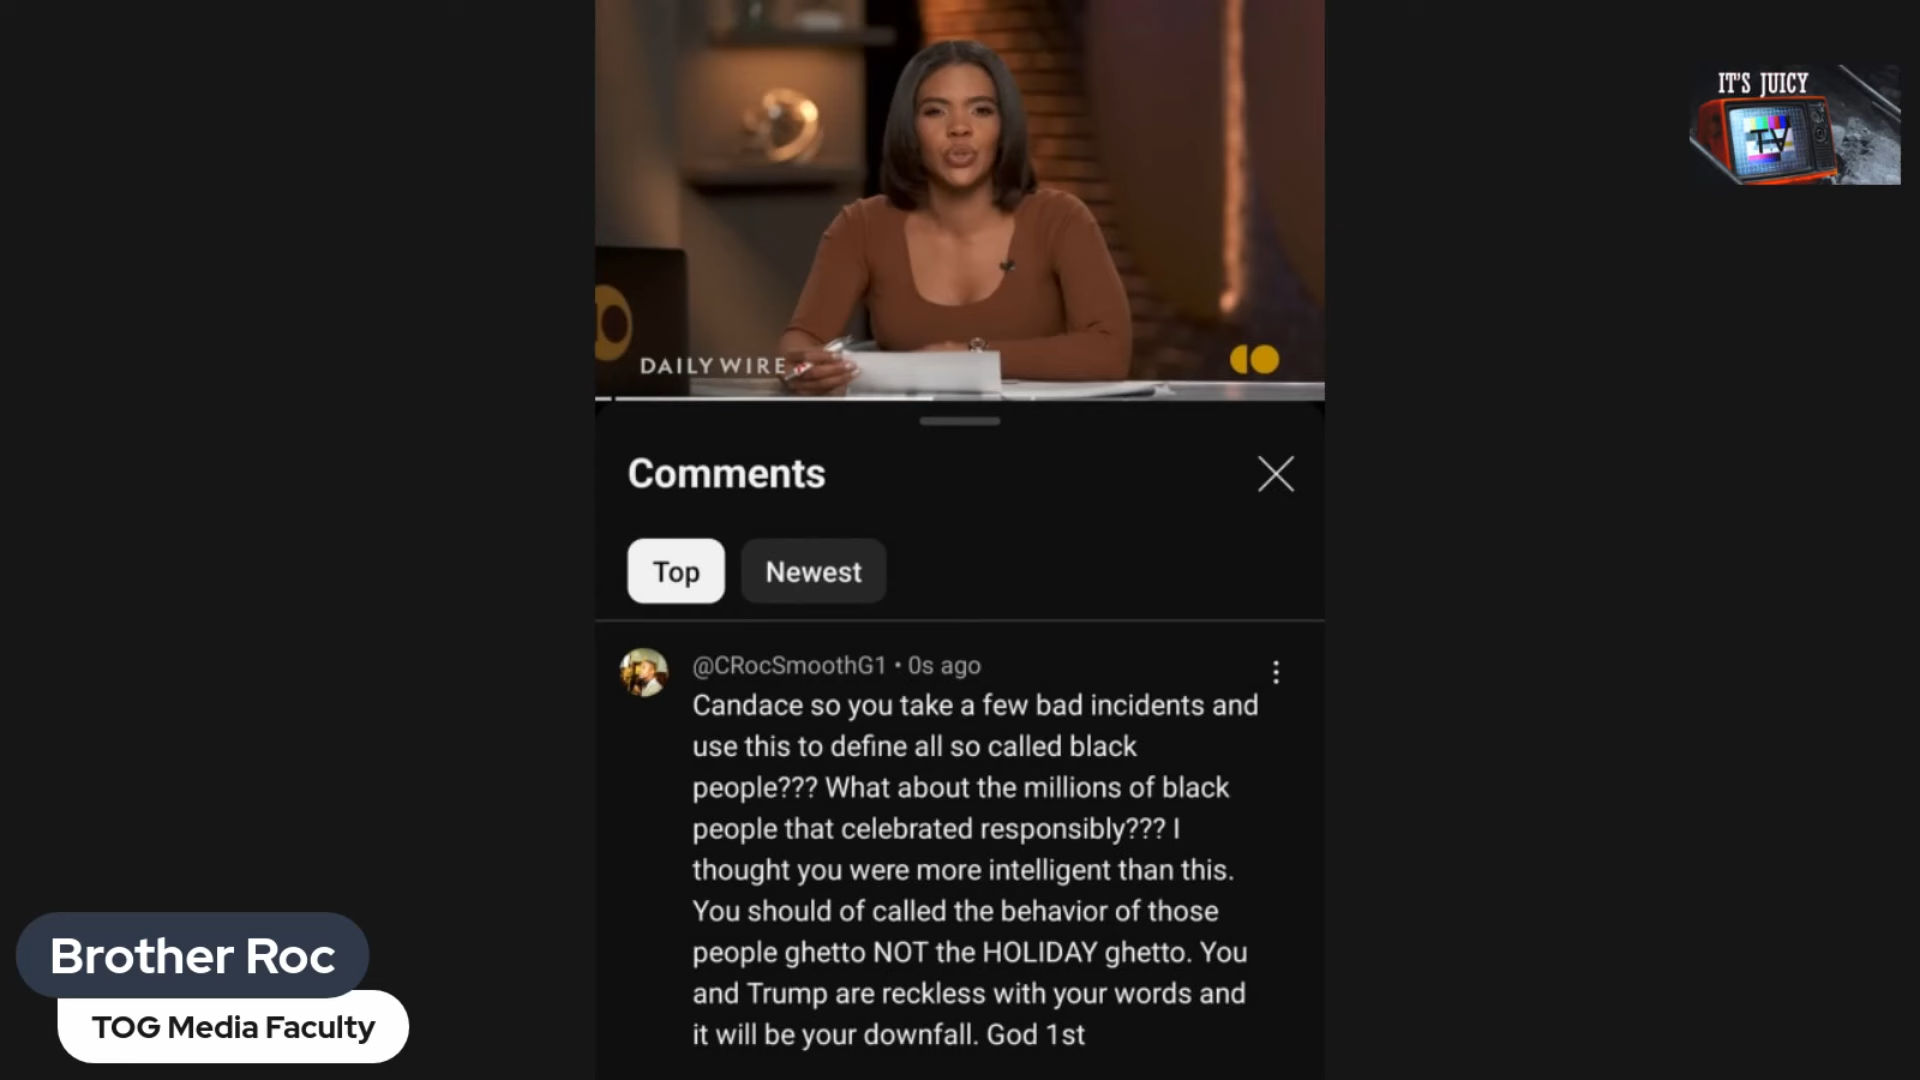 IT'S JUICY
TV
DAILY WIRE
Comments
Top
Newest
@CRocSmoothG1 • 0s ago
Candace so you take a few bad incidents and
use this to define all so called black
people??? What about the millions of black
people that celebrated responsibly??? I
thought you were more intelligent than this.
You should of called the behavior of those
people ghetto NOT the HOLIDAY ghetto. You
and Trump are reckless with your words and
it will be your downfall. God 1st
Brother Roc
TOG Media Faculty